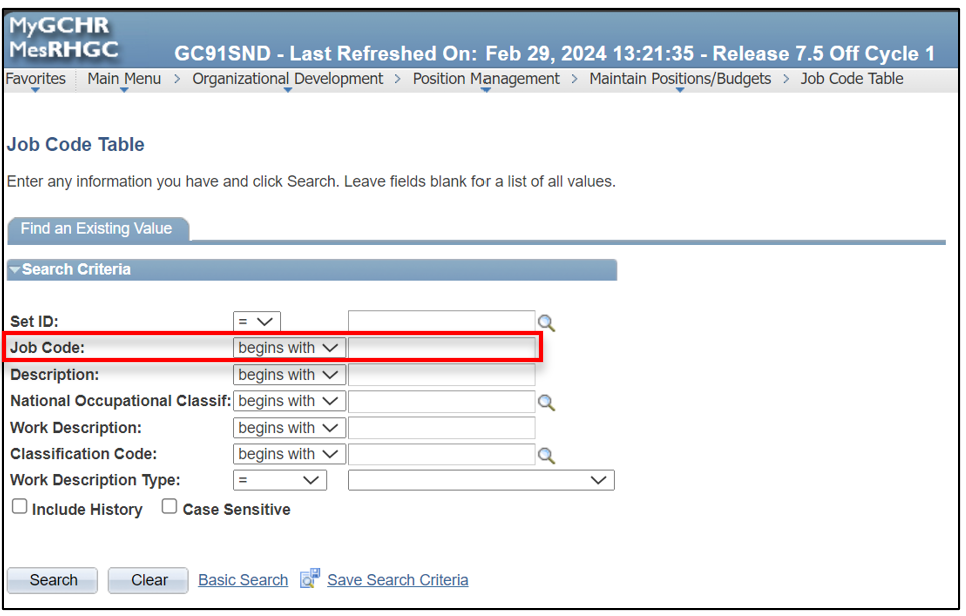 MyGCHR
MesRHGC
GC91SND - Last Refreshed On: Feb 29, 2024 13:21:35 - Release 7.5 Off Cycle 1
Favorites Main Menu > Organizational Development > Position Management > Maintain Positions/Budgets > Job Code Table
Job Code Table
Enter any information you have and click Search. Leave fields blank for a list of all values.
Find an Existing Value
Search Criteria
Set ID: =
Job Code: begins with
Description: begins with
National Occupational Classif: begins with
Work Description: begins with
Classification Code: begins with
Work Description Type: =
Include History Case Sensitive
Search Clear Basic Search Save Search Criteria